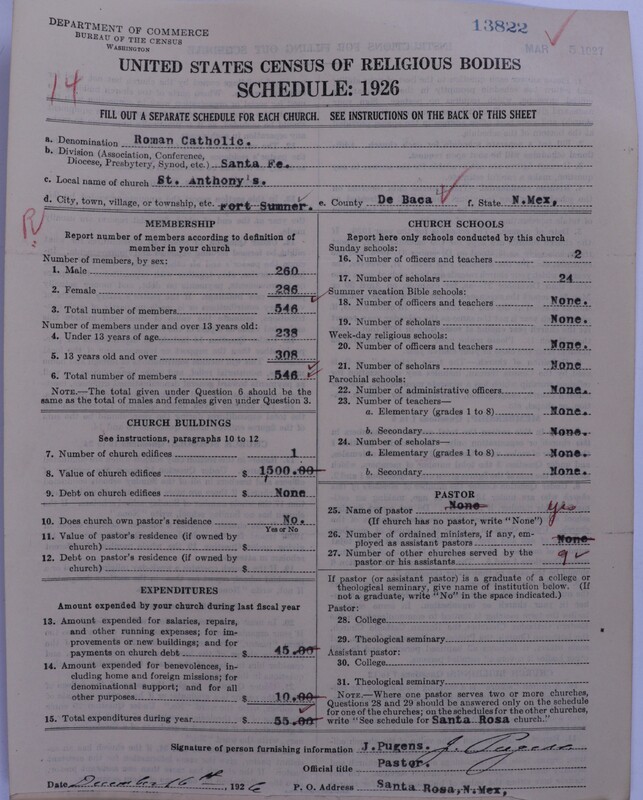 DEPARTMENT OF COMMERCE
BUREAU OF THE CENSUS
WASHINGTON
13822
MAR 5 1927
UNITED STATES CENSUS OF RELIGIOUS BODIES
SCHEDULE: 1926
14
FILL OUT A SEPARATE SCHEDULE FOR EACH CHURCH. SEE INSTRUCTIONS ON THE BACK OF THIS SHEET
a. Denomination Roman Catholic.
b. Division (Association, Conference, Diocese, Presbytery, Synod, etc.) Santa Fe.
c. Local name of church St. Anthony's.
d. City, town, village, or township, etc. Fort Sumner. e. County De Baca 4 f. State. N.Mex,
R
MEMBERSHIP
Report number of members according to definition of
member in your church
Number of members, by sex:
1. Male 260
2. Female 286
3. Total number of members 546
Number of members under and over 13 years old:
4. Under 13 years of age 238
5. 13 years old and over 308
6. Total number of members 546
NOTE.—The total given under Question 6 should be
same as the total of males and females given under Question 3.
CHURCH BUILDINGS
See instructions, paragraphs 10 to 12
7. Number of church edifices 1
8. Value of church edifices $ 1500.00
9. Debt on church edifices $ None
10. Does church own pastor's residence No.
Yes or No
11. Value of pastor's residence (if owned by
church) $
12. Debt on pastor's residence (if owned by
church) $
EXPENDITURES
Amount expended by your church during last fiscal year
13. Amount expended for salaries, repairs,
and other running expenses; for im-
provements or new buildings; and for
payments on church debt $ 45.00
14. Amount expended for benevolences, in-
cluding home and foreign missions; for
denominational support; and for all
other purposes $ 10.00
15. Total expenditures during year $ 55.00
CHURCH SCHOOLS
Report here only schools conducted by this church
Sunday schools:
16. Number of officers and teachers 2
17. Number of scholars 24
Summer vacation Bible schools:
18. Number of officers and teachers None.
19. Number of scholars None.
Week-day religious schools:
20. Number of officers and teachers None.
21. Number of scholars None.
Parochial schools:
22. Number of administrative officers None.
23. Number of teachers—
a. Elementary (grades 1 to 8) None.
b. Secondary None.
24. Number of scholars—
a. Elementary (grades 1 to 8) None.
b. Secondary None.
PASTOR
25. Name of pastor None yes
(If church has no pastor, write "None")
26. Number of ordained ministers, if any, em-
ployed as assistant pastors None
27. Number of other churches served by the
pastor or his assistants 9
If pastor (or assistant pastor) is a graduate of a college or
theological seminary, give name of institution below. (If
not a graduate, write "No" in the space indicated.)
Pastor:
28. College
29. Theological seminary
Assistant pastor:
30. College
31. Theological seminary
NOTE.—Where one pastor serves two or more churches,
Questions 28 and 29 should be answered only on the schedule
for one of the churches; on the schedules for the other churches,
write "See schedule for Santa Rosa church."
Signature of person furnishing information J.Pugens. J. Pugens
Official title Pastor.
Date December 16th, 1926 P. O. Address Santa Rosa, N.Mex,